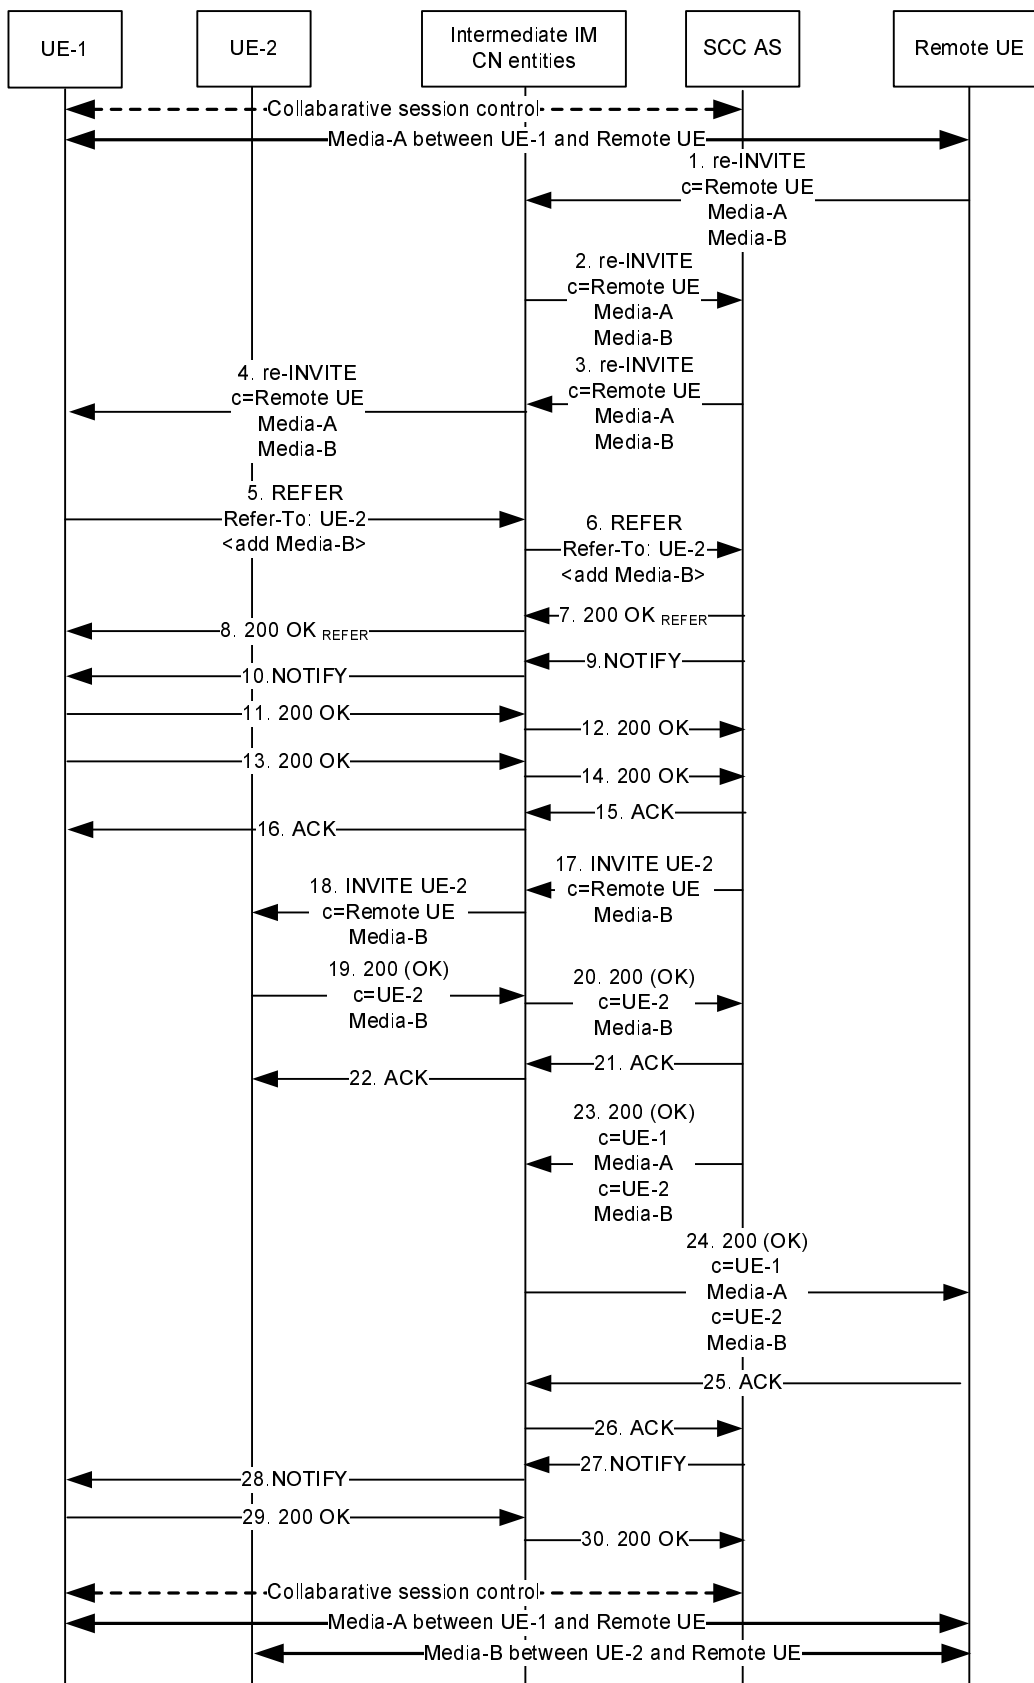 UE-1
UE-2
Intermediate IM
CN entities
SCC AS
Remote UE
Collabarative session control
Media-A between UE-1 and Remote UE
1. re-INVITE
c=Remote UE
Media-A
Media-B
2. re-INVITE
c=Remote UE
Media-A
Media-B
3. re-INVITE
c=Remote UE
Media-A
Media-B
4. re-INVITE
c=Remote UE
Media-A
Media-B
5. REFER
Refer-To: UE-2
<add Media-B>
6. REFER
Refer-To: UE-2
<add Media-B>
7. 200 OK REFER
8. 200 OK REFER
9.NOTIFY
10.NOTIFY
11. 200 OK
12. 200 OK
13. 200 OK
14. 200 OK
15. ACK
16. ACK
17. INVITE UE-2
c=Remote UE
Media-B
18. INVITE UE-2
c=Remote UE
Media-B
19. 200 (OK)
c=UE-2
Media-B
20. 200 (OK)
c=UE-2
Media-B
21. ACK
22. ACK
23. 200 (OK)
c=UE-1
Media-A
c=UE-2
Media-B
24. 200 (OK)
c=UE-1
Media-A
c=UE-2
Media-B
25. ACK
26. ACK
27.NOTIFY
28.NOTIFY
29. 200 OK
30. 200 OK
Collabarative session control
Media-A between UE-1 and Remote UE
Media-B between UE-2 and Remote UE